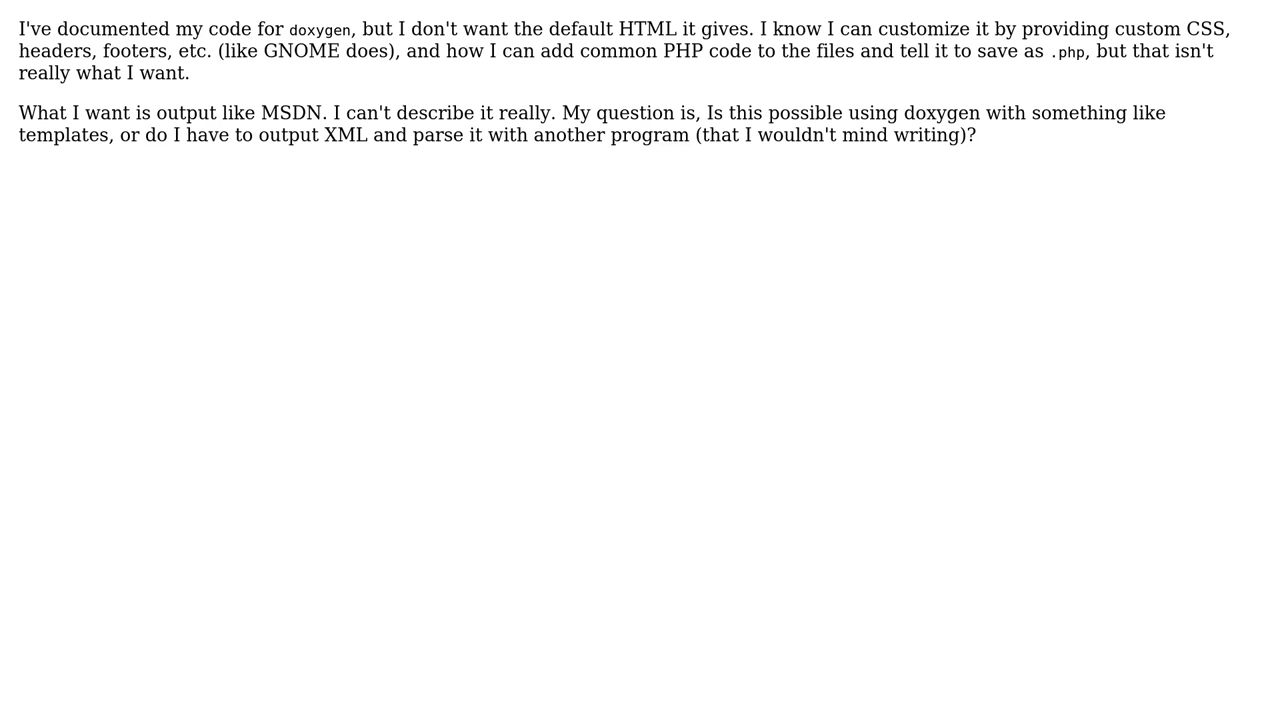 I've documented my code for doxygen, but I don't want the default HTML it gives. I know I can customize it by providing custom CSS,
headers, footers, etc. (like GNOME does), and how I can add common PHP code to the files and tell it to save as .php, but that isn't
really what I want.
What I want is output like MSDN. I can't describe it really. My question is, Is this possible using doxygen with something like
templates, or do I have to output XML and parse it with another program (that I wouldn't mind writing)?